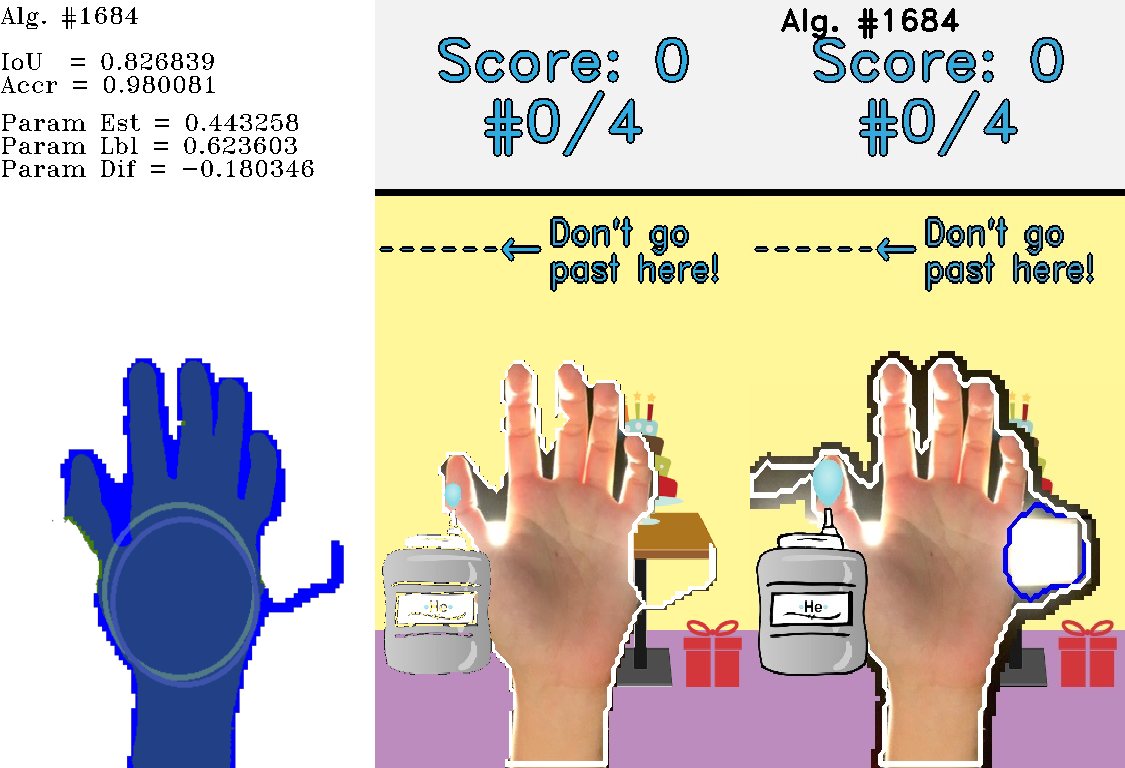 Alg. #1684
IoU = 0.826839
Accr = 0.980081
Param Est = 0.443258
Param Lbl = 0.623603
Param Dif = −0.180346
Score: 0
#0/4
Don't go
past here!
He
Alg. #1684
Score: 0
#0/4
Don't go
past here!
He